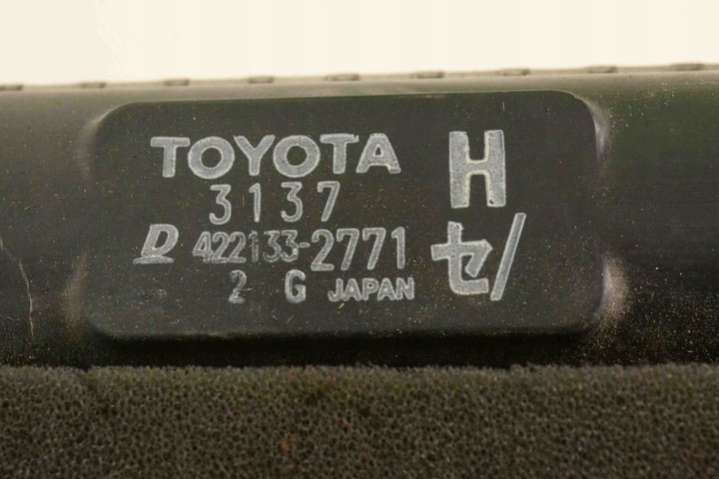 TOYOTA H
3137
D 422133-2771 セ/
2 G JAPAN